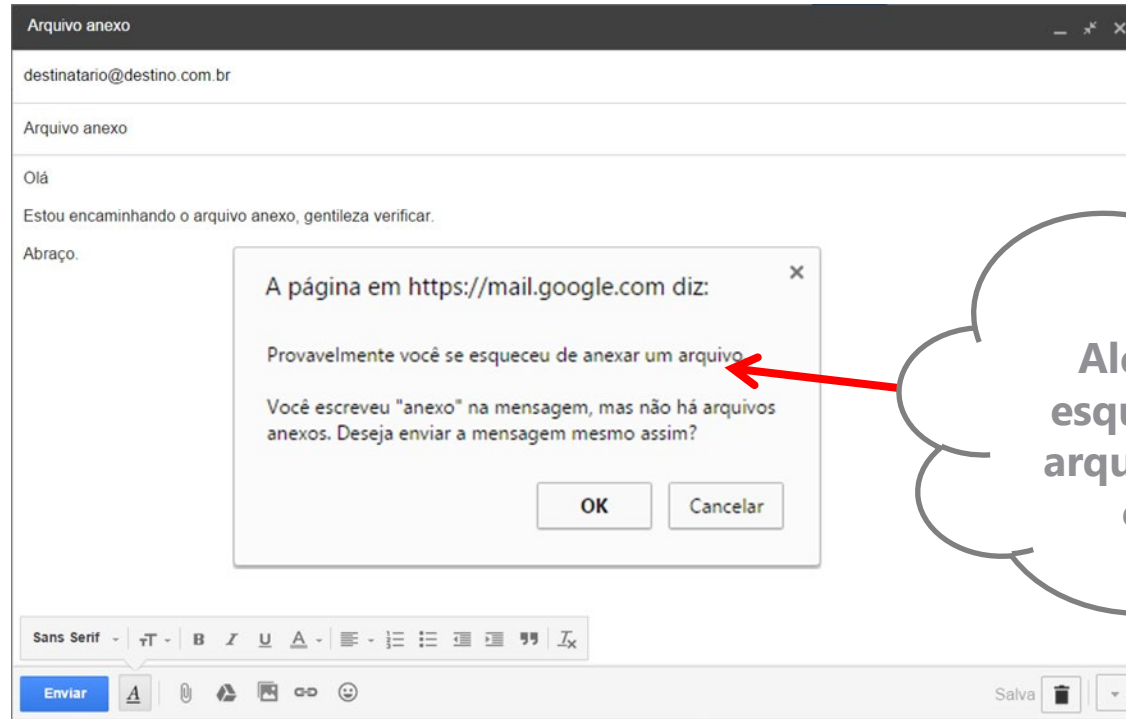 Arquivo anexo
destinatario@destino.com.br
Arquivo anexo
Olá
Estou encaminhando o arquivo anexo, gentileza verificar.
Abraço.
A página em https://mail.google.com diz:
Provavelmente você se esqueceu de anexar um arquivo.
Você escreveu "anexo" na mensagem, mas não há arquivos
anexos. Deseja enviar a mensagem mesmo assim?
OK Cancelar
Sans Serif
Enviar
Salva